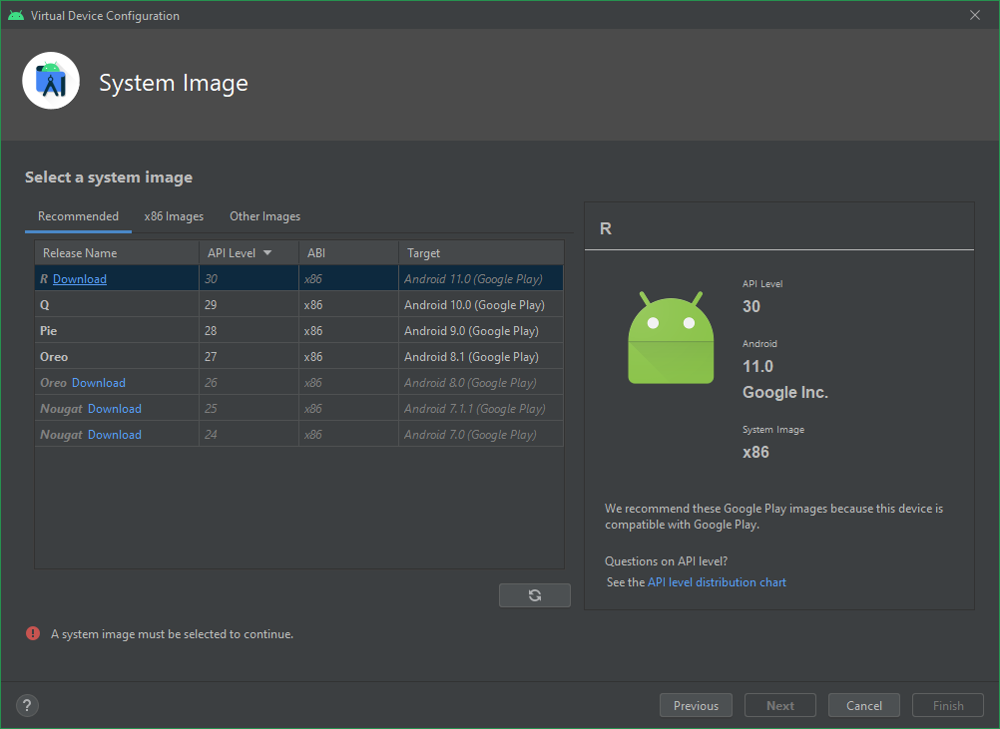 Virtual Device Configuration
System Image
Select a system image
Recommended x86 Images Other Images
Release Name API Level ABI Target
R Download 30 x86 Android 11.0 (Google Play)
Q 29 x86 Android 10.0 (Google Play)
Pie 28 x86 Android 9.0 (Google Play)
Oreo 27 x86 Android 8.1 (Google Play)
Oreo Download 26 x86 Android 8.0 (Google Play)
Nougat Download 25 x86 Android 7.1.1 (Google Play)
Nougat Download 24 x86 Android 7.0 (Google Play)
R
API Level
30
Android
11.0
Google Inc.
System Image
x86
We recommend these Google Play images because this device is
compatible with Google Play.
Questions on API level?
See the API level distribution chart
! A system image must be selected to continue.
? Previous Next Cancel Finish